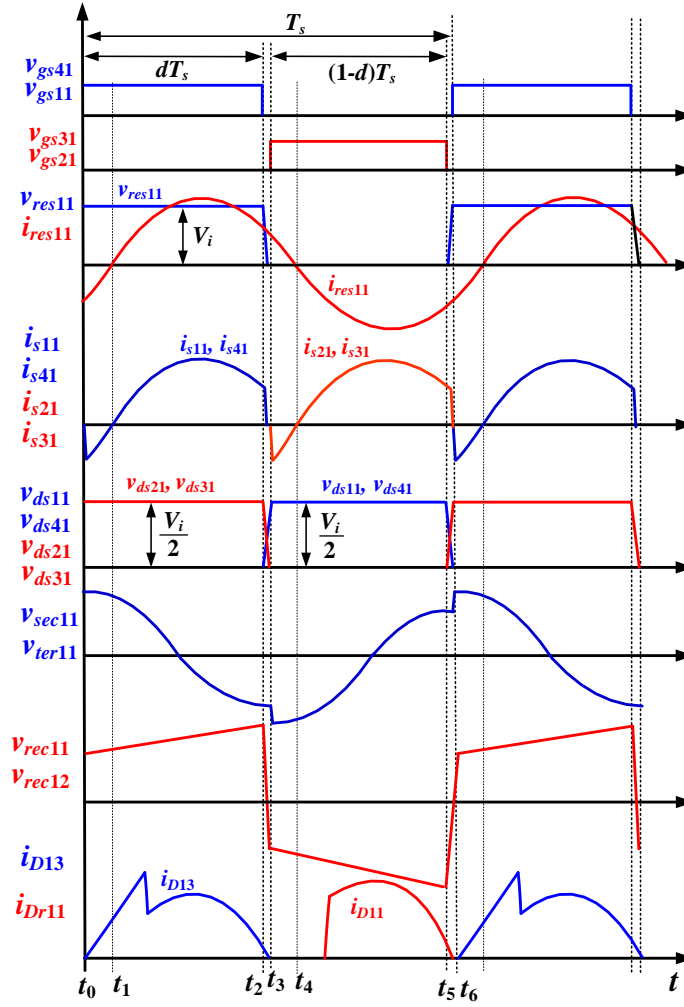 T_s
dT_s
(1-d)T_s
v_gs41
v_gs11
v_gs31
v_gs21
v_res11
v_res11
i_res11
V_i
i_res11
i_s11
i_s11, i_s41
i_s21, i_s31
i_s41
i_s21
i_s31
v_ds21, v_ds31
v_ds11, v_ds41
v_ds11
v_ds41
V_i
2
V_i
2
v_ds21
v_ds31
v_sec11
v_ter11
v_rec11
v_rec12
i_D13
i_D13
i_Dr11
i_D11
t_0 t_1 t_2 t_3 t_4 t_5 t_6 t